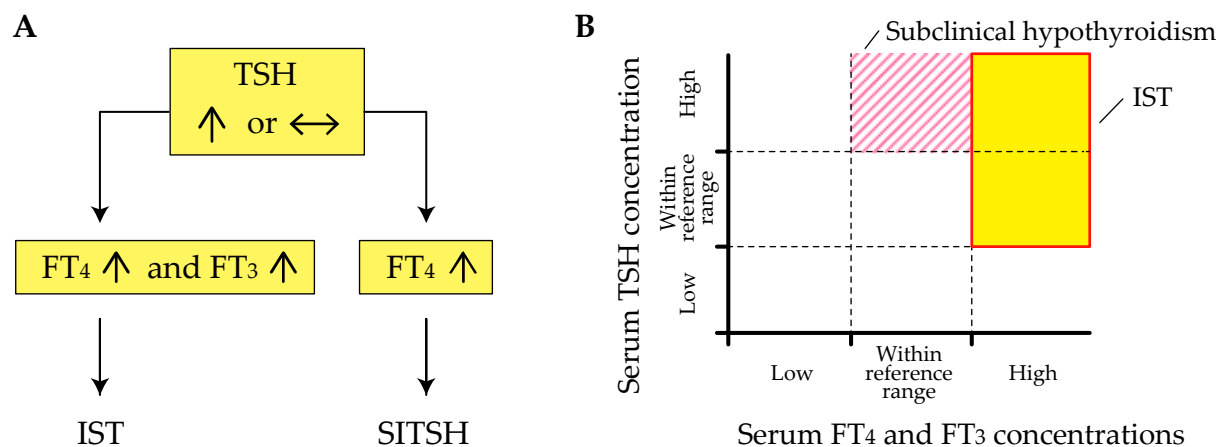 A
TSH
↑ or ↔
FT4 ↑ and FT3 ↑
FT4 ↑
IST
SITSH
B
Subclinical hypothyroidism
IST
Serum TSH concentration
High
Within
reference
range
Low
Low
Within
reference
range
High
Serum FT4 and FT3 concentrations